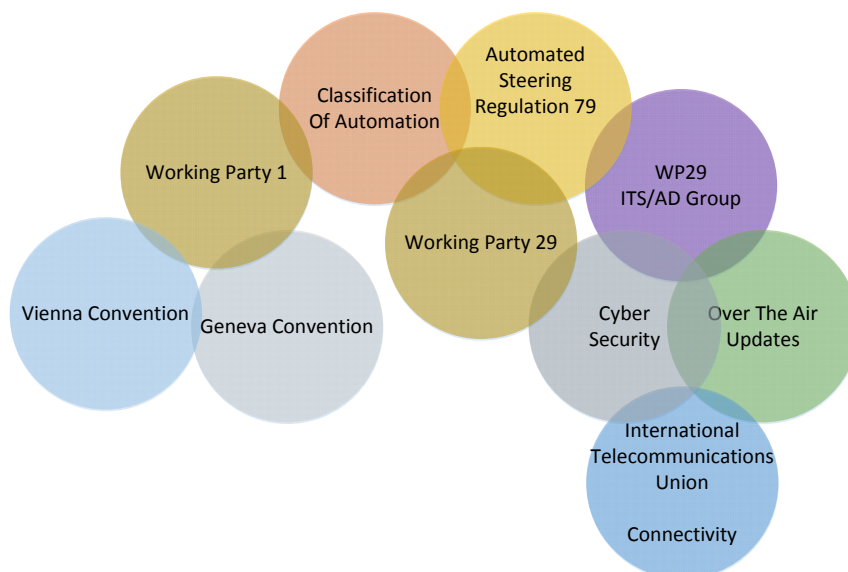 Classification
Of Automation
Automated
Steering
Regulation 79
Working Party 1
WP29
ITS/AD Group
Working Party 29
Vienna Convention
Geneva Convention
Cyber
Security
Over The Air
Updates
International
Telecommunications
Union
Connectivity